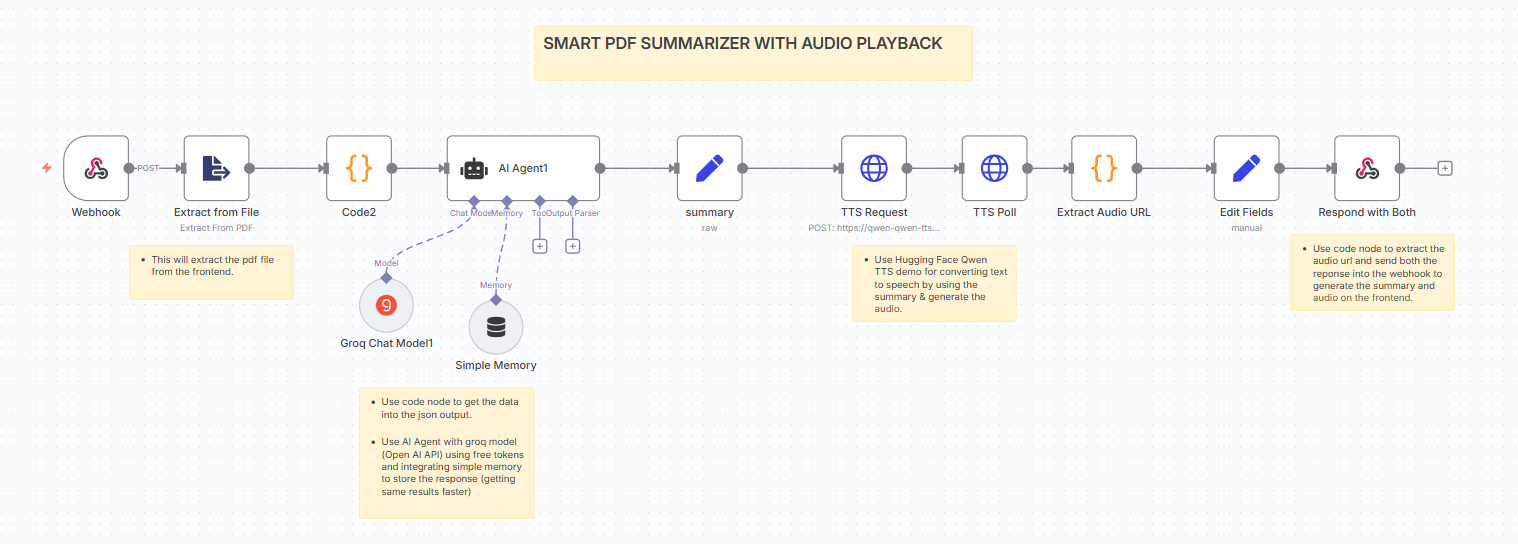 SMART PDF SUMMARIZER WITH AUDIO PLAYBACK
POST
AI Agent1
Webhook
Extract from File
Extract From PDF
Code2
Chat Model
Memory
Tool
Output Parser
summary
raw
TTS Request
POST: https://qwen-qwen-tts...
TTS Poll
Extract Audio URL
Edit Fields
manual
Respond with Both
• This will extract the pdf file
from the frontend.
Model
Groq Chat Model1
Memory
Simple Memory
• Use Hugging Face Qwen
TTS demo for converting text
to speech by using the
summary & generate the
audio.
• Use code node to extract the
audio url and send both the
reponse into the webhook to
generate the summary and
audio on the frontend.
• Use code node to get the data
into the json output.
• Use AI Agent with groq model
(Open AI API) using free tokens
and integrating simple memory
to store the response (getting
same results faster)